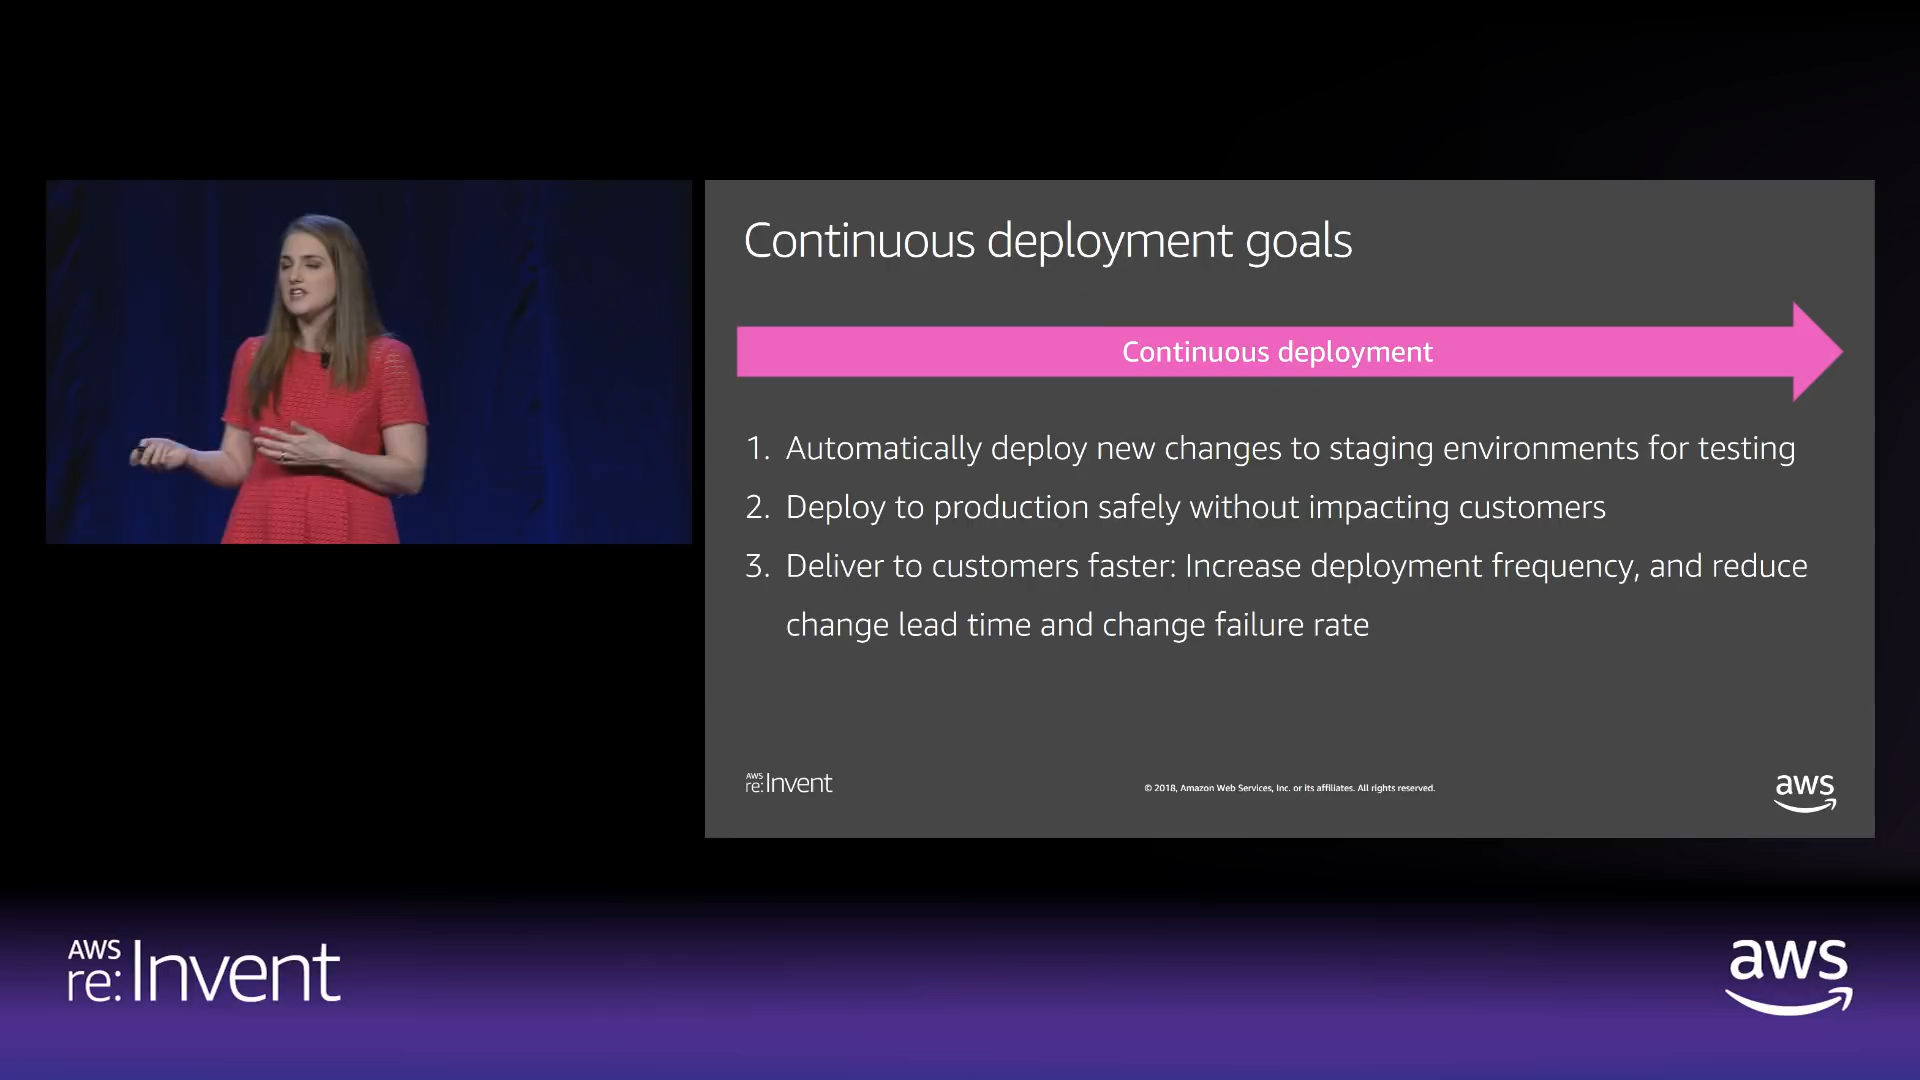 Continuous deployment goals
Continuous deployment
1. Automatically deploy new changes to staging environments for testing
2. Deploy to production safely without impacting customers
3. Deliver to customers faster: Increase deployment frequency, and reduce
change lead time and change failure rate
AWS
re:Invent
© 2018, Amazon Web Services, Inc. or its affiliates. All rights reserved.
aws
AWS
re:Invent
aws